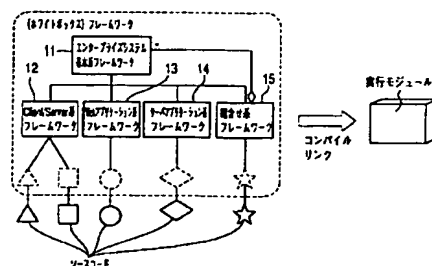 (ホワイトボックス) フレームワーク
11
エンタープライズシステム
基本系フレームワーク
12
13
14
15
Client/Server系
フレームワーク
Webアプリケーション系
フレームワーク
サーバアプリケーション系
フレームワーク
組合せ系
フレームワーク
コンパイル
リンク
実行モジュール
ソースコード